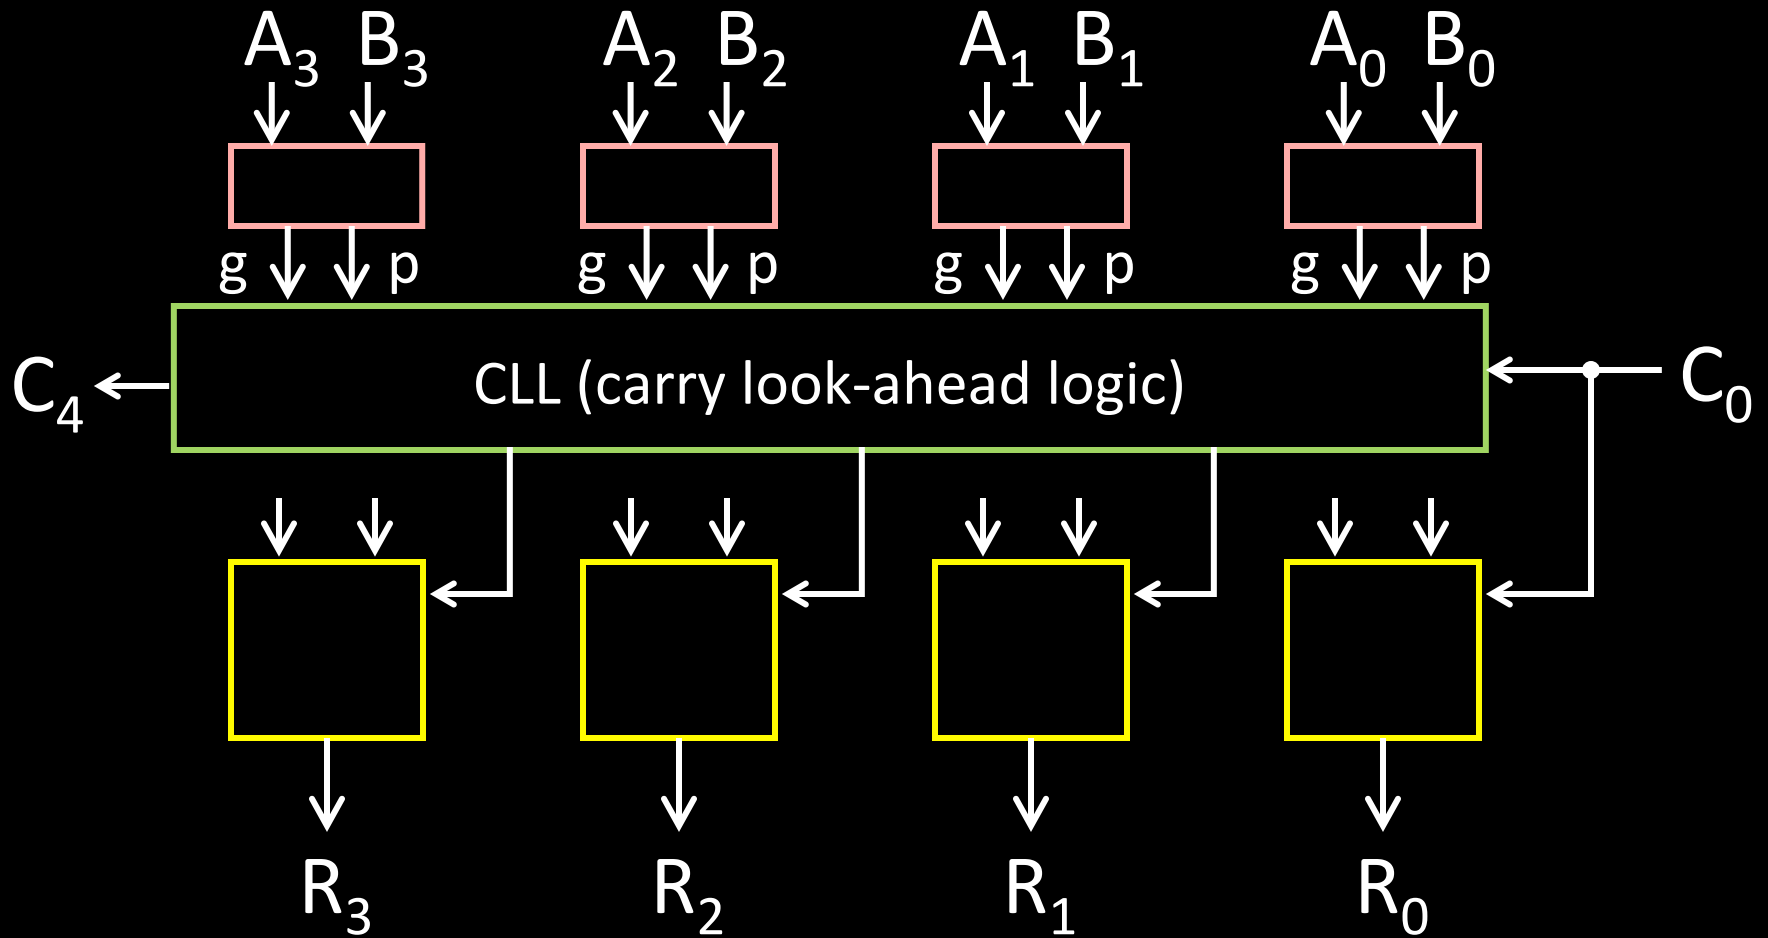 A₃ B₃ A₂ B₂ A₁ B₁ A₀ B₀
g p g p g p g p
C₄ CLL (carry look-ahead logic) C₀
R₃ R₂ R₁ R₀